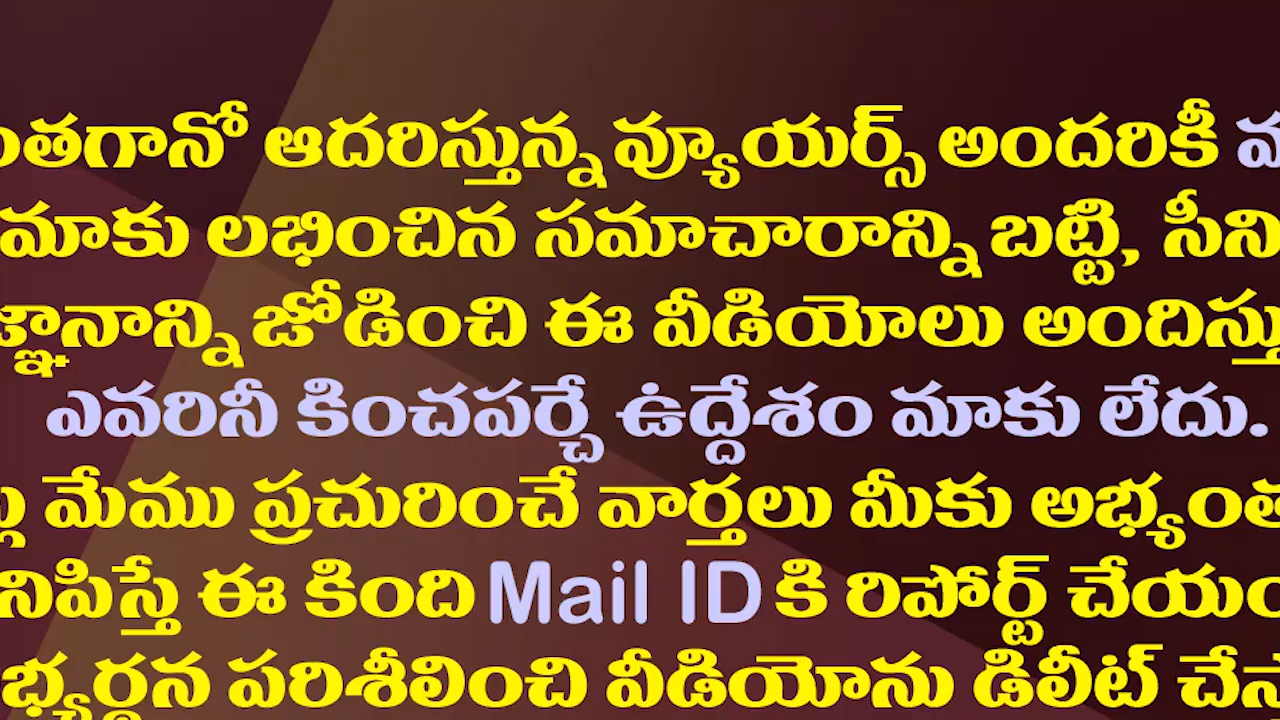 ఆదరిస్తున్న వ్యూయర్స్ అందరికీ
మాకు లభించిన సమాచారాన్ని బట్టి,
జోడించి ఈ వీడియోలు
ఎవరినీ కించపర్చే ఉద్దేశం మాకు లేదు.
మేము ప్రచురించే వార్తలు మీకు
ఈ కింది Mail ID కి రిపోర్ట్
పరిశీలించి వీడియోను డిలీట్